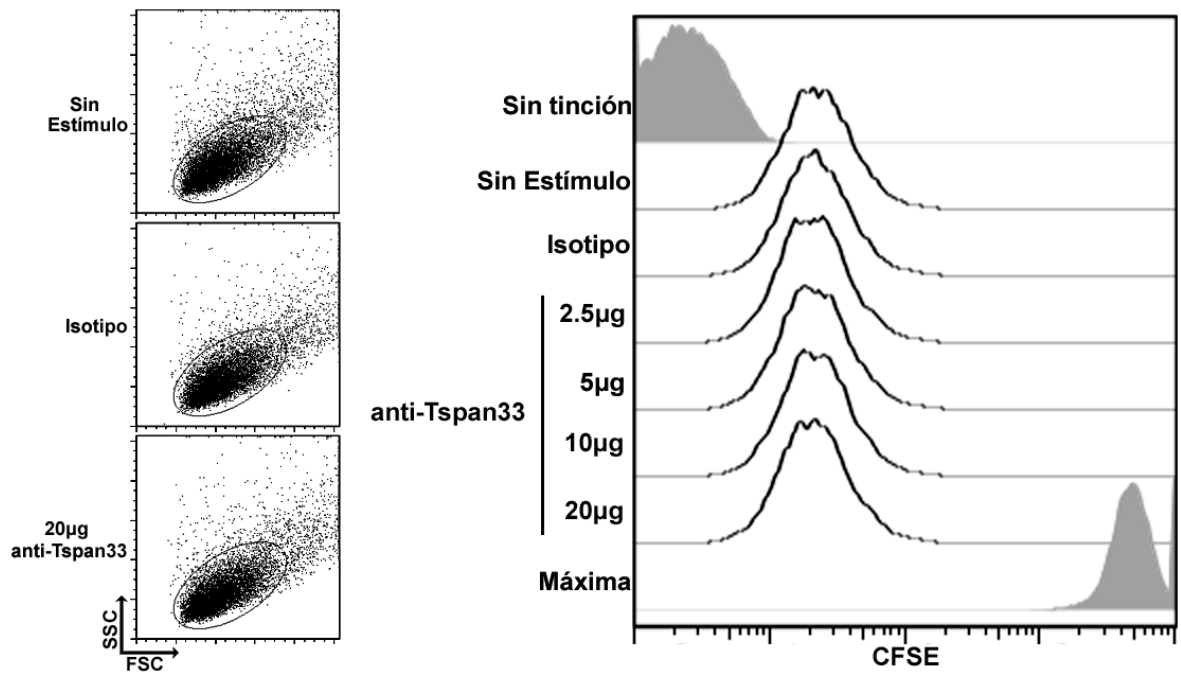 Sin
Estímulo
Isotipo
20µg
anti-Tspan33
SSC
FSC
Sin tinción
Sin Estímulo
Isotipo
2.5µg
5µg
anti-Tspan33
10µg
20µg
Máxima
CFSE